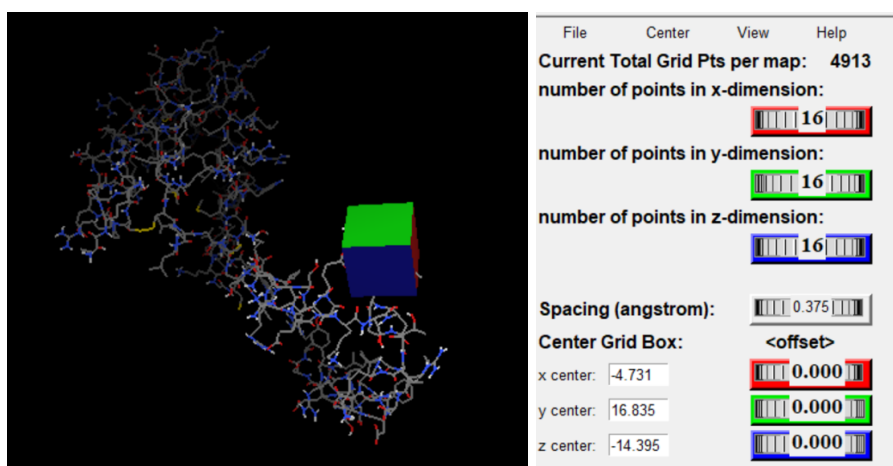 File Center View Help
Current Total Grid Pts per map: 4913
number of points in x-dimension:
16
number of points in y-dimension:
16
number of points in z-dimension:
16
Spacing (angstrom): 0.375
Center Grid Box: <offset>
x center: -4.731 0.000
y center: 16.835 0.000
z center: -14.395 0.000